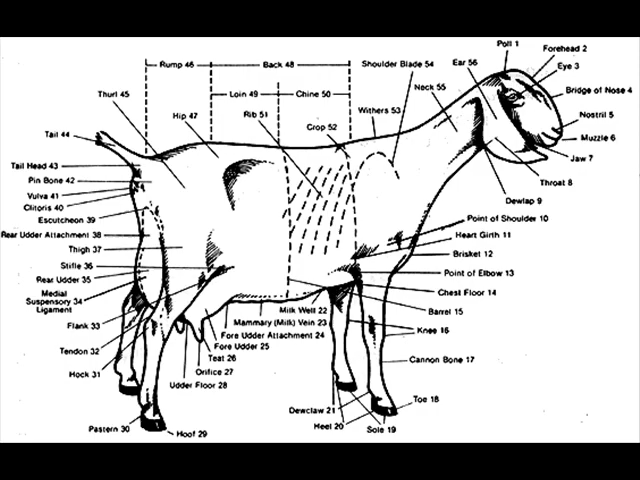 Poll 1
Forehead 2
Eye 3
Bridge of Nose 4
Nostril 5
Muzzle 6
Jaw 7
Throat 8
Dewlap 9
Point of Shoulder 10
Heart Girth 11
Brisket 12
Point of Elbow 13
Chest Floor 14
Barrel 15
Knee 16
Cannon Bone 17
Toe 18
Sole 19
Heel 20
Dewclaw 21
Milk Well 22
Mammary (Milk) Vein 23
Fore Udder Attachment 24
Fore Udder 25
Teat 26
Orifice 27
Udder Floor 28
Hoof 29
Pastern 30
Hock 31
Tendon 32
Flank 33
Medial
Suspensory 34
Ligament
Rear Udder 35
Stifle 36
Thigh 37
Rear Udder Attachment 38
Escutcheon 39
Clitoris 40
Vulva 41
Pin Bone 42
Tail Head 43
Tail 44
Thurl 45
Rump 46
Hip 47
Back 48
Loin 49
Chine 50
Rib 51
Crop 52
Withers 53
Shoulder Blade 54
Neck 55
Ear 56